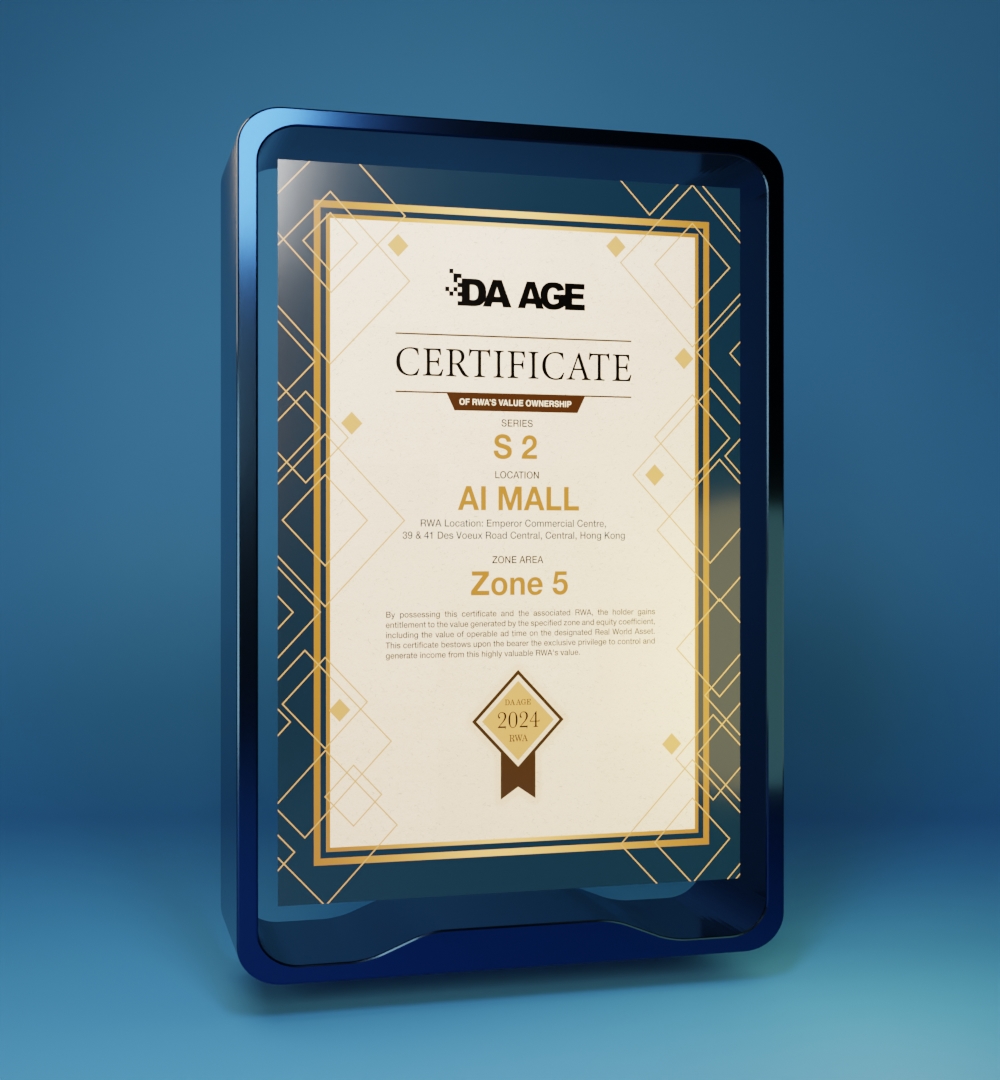 DA AGE
CERTIFICATE
OF RWA'S VALUE OWNERSHIP
SERIES
S 2
LOCATION
AI MALL
RWA Location: Emperor Commercial Centre,
39 & 41 Des Voeux Road Central, Central, Hong Kong
ZONE AREA
Zone 5
By possessing this certificate and the associated RWA, the holder gains
entitlement to the value generated by the specified zone and equity coefficient,
including the value of operable ad time on the designated Real World Asset.
This certificate bestows upon the bearer the exclusive privilege to control and
generate income from this highly valuable RWA's value.
DA AGE
2024
RWA